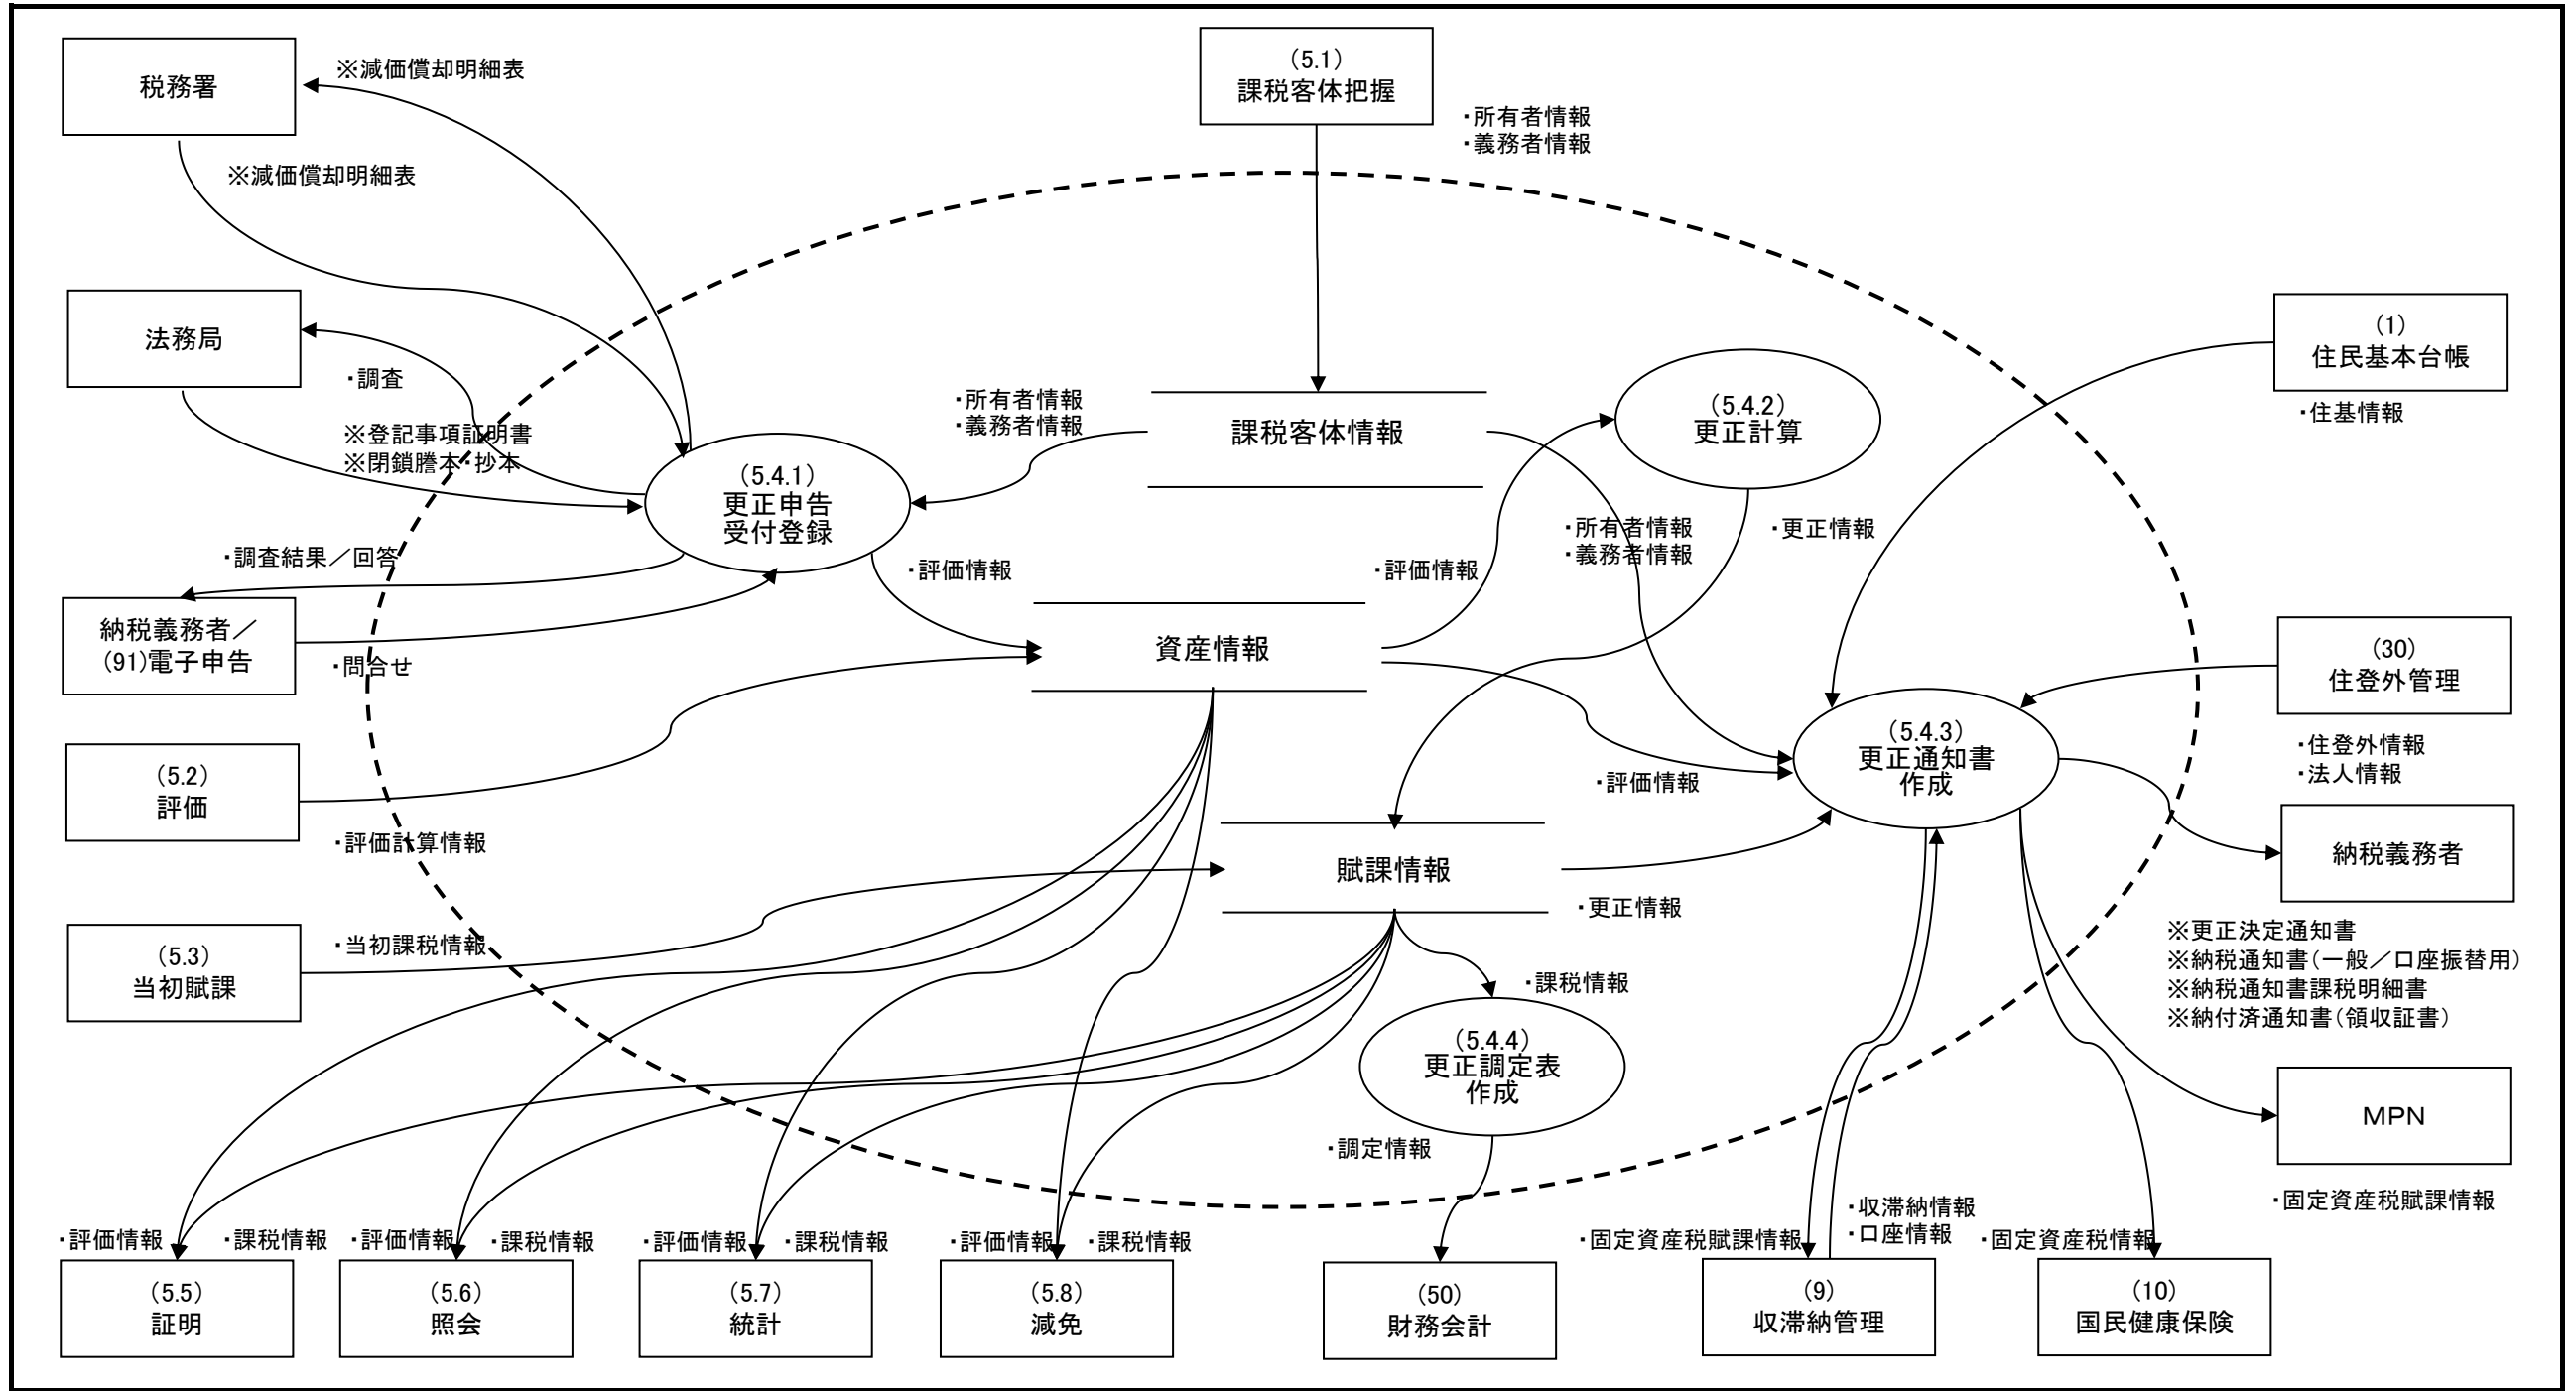 税務署
※減価償却明細表
(5.1)
課税客体把握
・所有者情報
・義務者情報
※減価償却明細表
法務局
・調査
※登記事項証明書
※閉鎖謄本・抄本
・所有者情報
・義務者情報
課税客体情報
(5.4.2)
更正計算
(1)
住民基本台帳
・住基情報
(5.4.1)
更正申告
受付登録
・所有者情報
・義務者情報
・更正情報
・調査結果／回答
・評価情報
・評価情報
納税義務者／
(91)電子申告
・問合せ
資産情報
(30)
住登外管理
・住登外情報
・法人情報
(5.2)
評価
・評価計算情報
・評価情報
(5.4.3)
更正通知書
作成
納税義務者
賦課情報
・更正情報
(5.3)
当初賦課
・当初課税情報
※更正決定通知書
※納税通知書（一般／口座振替用）
※納税通知書課税明細書
※納付済通知書（領収証書）
・課税情報
(5.4.4)
更正調定表
作成
・調定情報
MPN
・固定資産税賦課情報
・評価情報
・課税情報
・評価情報
・課税情報
・評価情報
・課税情報
・評価情報
・課税情報
・固定資産税賦課情報
・収滞納情報
・口座情報
・固定資産税情報
(5.5)
証明
(5.6)
照会
(5.7)
統計
(5.8)
減免
(50)
財務会計
(9)
収滞納管理
(10)
国民健康保険